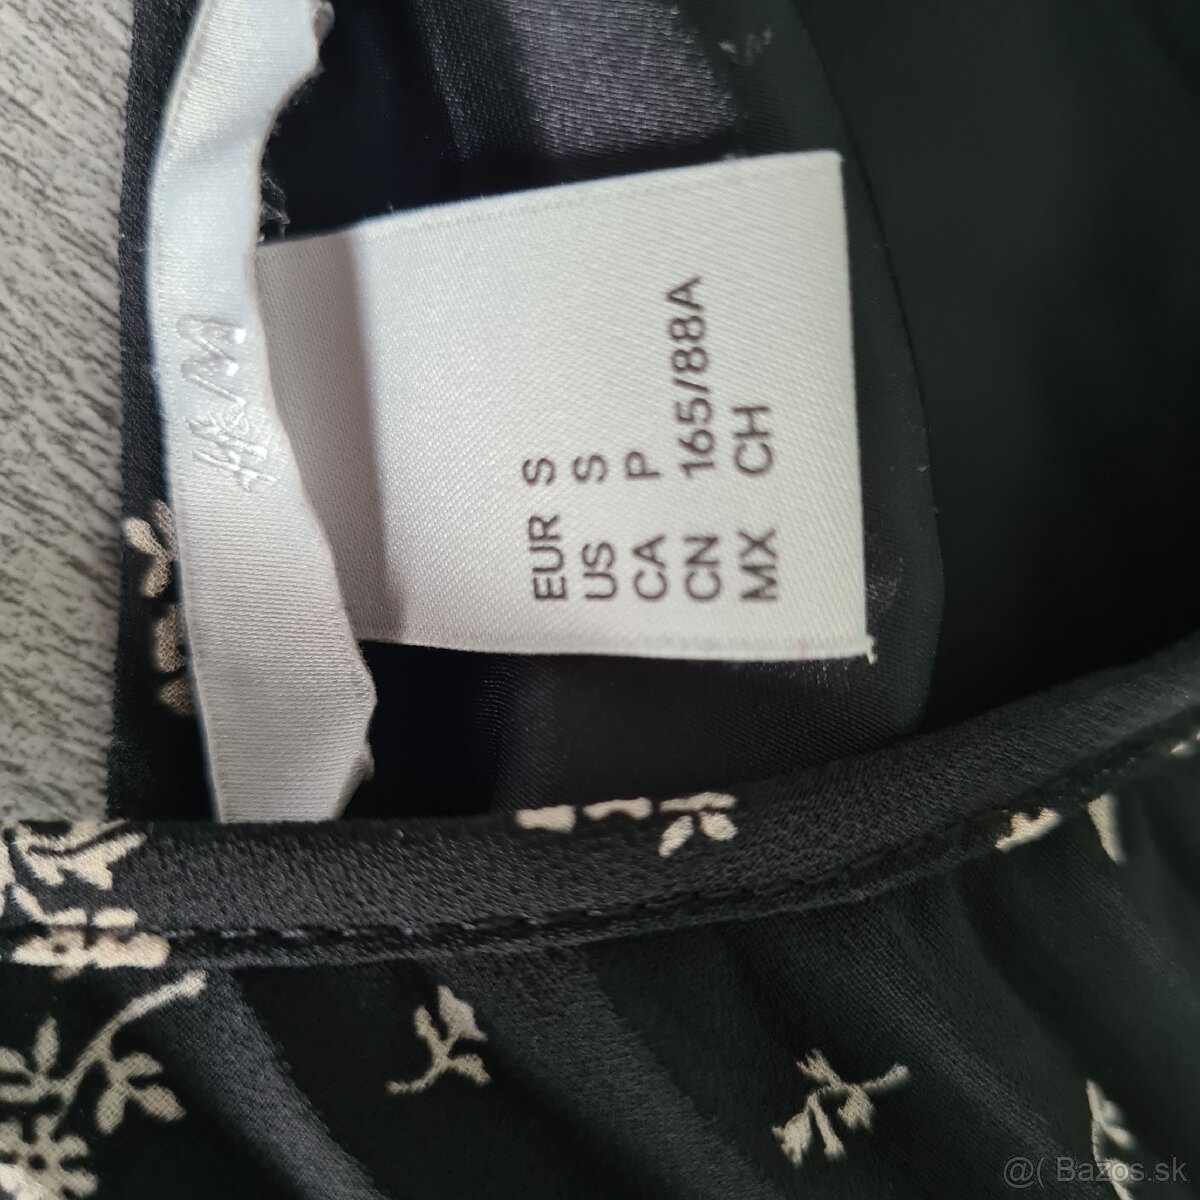 H&M
EUR S
US S
CA P
CN 165/88A
MX CH
@( Bazos.sk